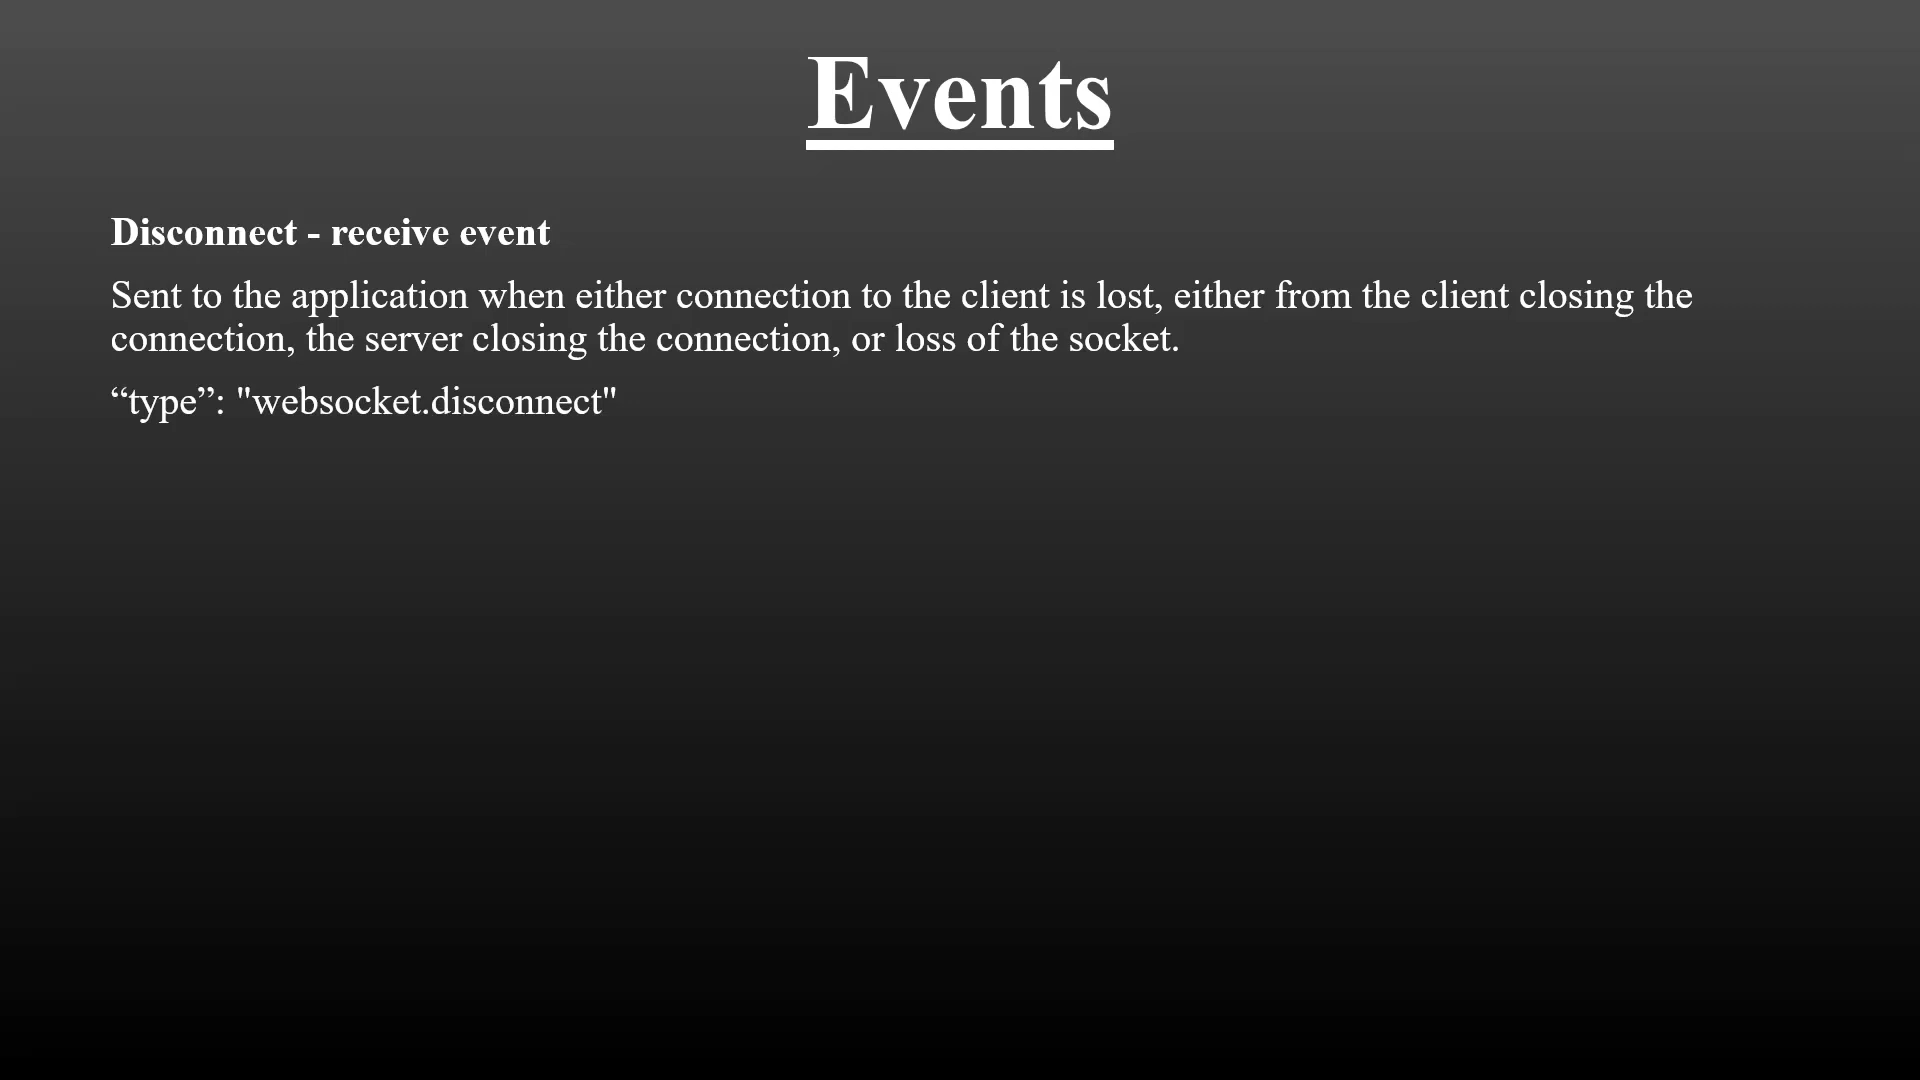 Events
Disconnect - receive event
Sent to the application when either connection to the client is lost, either from the client closing the
connection, the server closing the connection, or loss of the socket.
“type”: "websocket.disconnect"